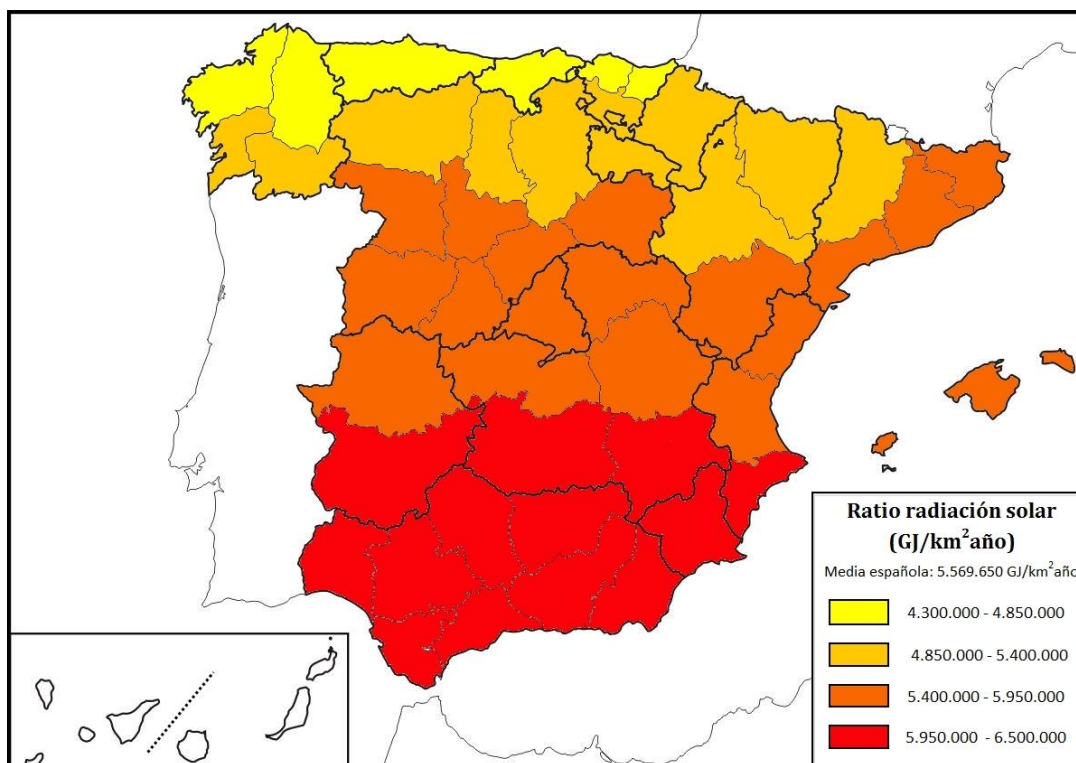 Ratio radiación solar
(GJ/km²año)
Media española: 5.569.650 GJ/km²año
4.300.000 - 4.850.000
4.850.000 - 5.400.000
5.400.000 - 5.950.000
5.950.000 - 6.500.000